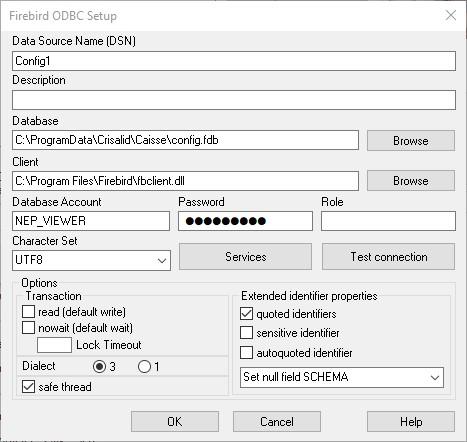 Firebird ODBC Setup
Data Source Name (DSN)
Config1
Description
Database
C:\ProgramData\Crisalid\Caisse\config.fdb
Browse
Client
C:\Program Files\Firebird\fbclient.dll
Browse
Database Account Password Role
NEP_VIEWER ●●●●●●●●●
Character Set
UTF8 Services Test connection
Options
Transaction
read (default write)
nowait (default wait)
Lock Timeout
Dialect 3 1
safe thread
Extended identifier properties
quoted identifiers
sensitive identifier
autoquoted identifier
Set null field SCHEMA
OK Cancel Help